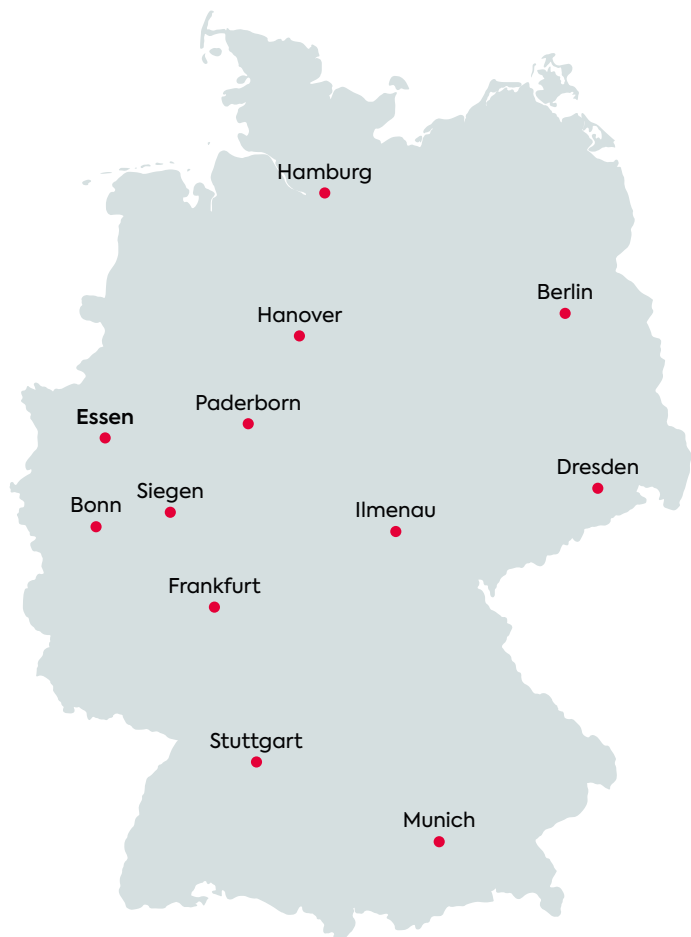 Hamburg
Berlin
Hanover
Paderborn
Essen
Dresden
Siegen
Bonn
Ilmenau
Frankfurt
Stuttgart
Munich